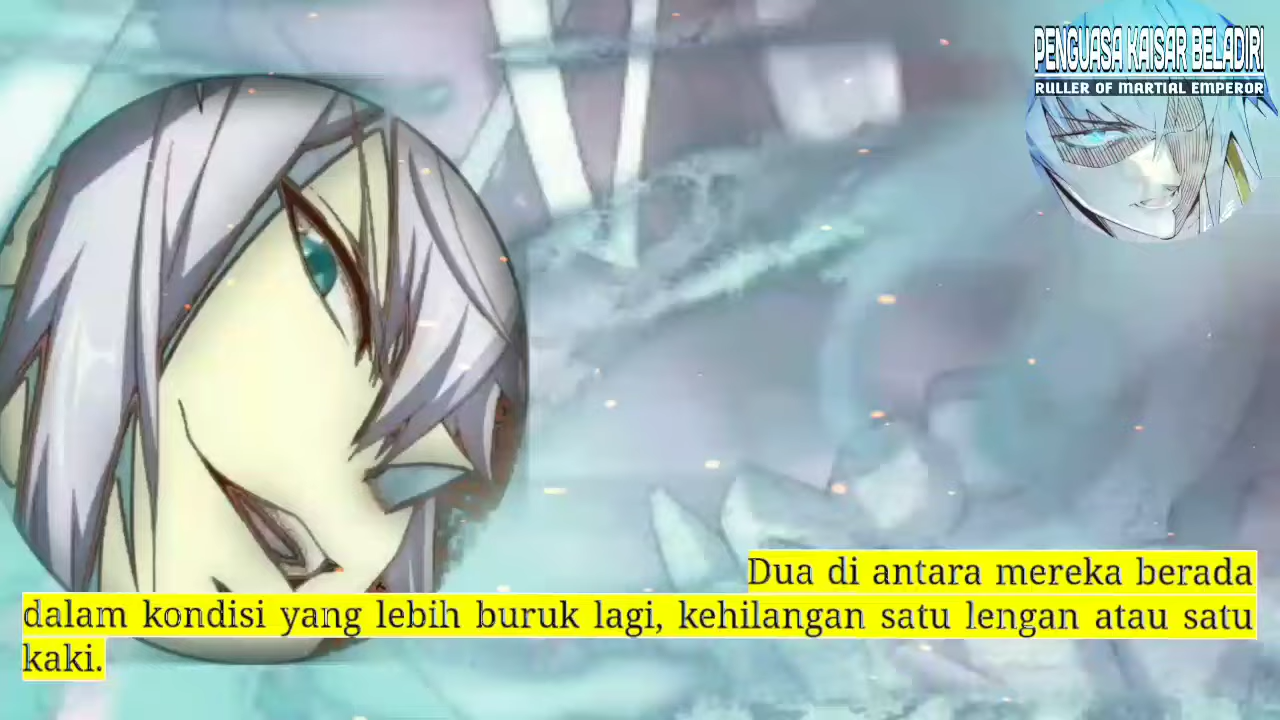 PENGUASA KAISAR BELADIRI
RULLER OF MARTIAL EMPEROR
Dua di antara mereka berada
dalam kondisi yang lebih buruk lagi, kehilangan satu lengan atau satu
kaki.